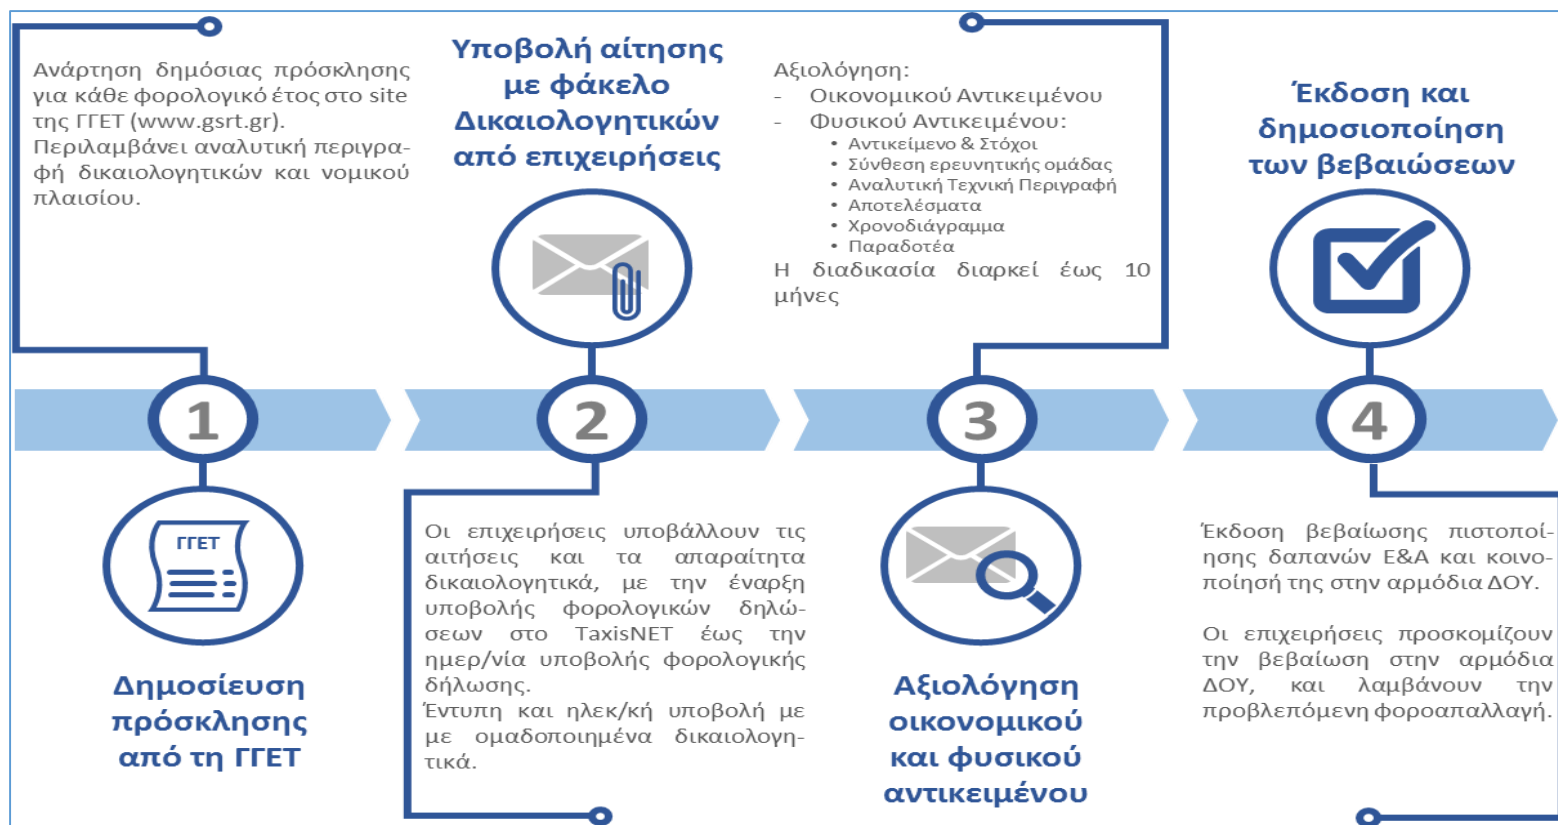 Ανάρτηση δημόσιας πρόσκλησης
για κάθε φορολογικό έτος στο site
της ΓΓΕΤ (www.gsrt.gr).
Περιλαμβάνει αναλυτική περιγρα-
φή δικαιολογητικών και νομικού
πλαισίου.
1
ΓΓΕΤ
Δημοσίευση
πρόσκλησης
από τη ΓΓΕΤ
Υποβολή αίτησης
με φάκελο
Δικαιολογητικών
από επιχειρήσεις
2
Οι επιχειρήσεις υποβάλλουν τις
αιτήσεις και τα απαραίτητα
δικαιολογητικά, με την έναρξη
υποβολής φορολογικών δηλώ-
σεων στο TaxisNET έως την
ημερ/νία υποβολής φορολογικής
δήλωσης.
Έντυπη και ηλεκ/κή υποβολή με
με ομαδοποιημένα δικαιολογη-
τικά.
Αξιολόγηση:
- Οικονομικού Αντικειμένου
- Φυσικού Αντικειμένου:
• Αντικείμενο & Στόχοι
• Σύνθεση ερευνητικής ομάδας
• Αναλυτική Τεχνική Περιγραφή
• Αποτελέσματα
• Χρονοδιάγραμμα
• Παραδοτέα
Η διαδικασία διαρκεί έως 10
μήνες
3
Αξιολόγηση
οικονομικού
και φυσικού
αντικειμένου
Έκδοση και
δημοσιοποίηση
των βεβαιώσεων
4
Έκδοση βεβαίωσης πιστοποί-
ησης δαπανών Ε&Α και κοινο-
ποίησή της στην αρμόδια ΔΟΥ.
Οι επιχειρήσεις προσκομίζουν
την βεβαίωση στην αρμόδια
ΔΟΥ, και λαμβάνουν την
προβλεπόμενη φοροαπαλλαγή.